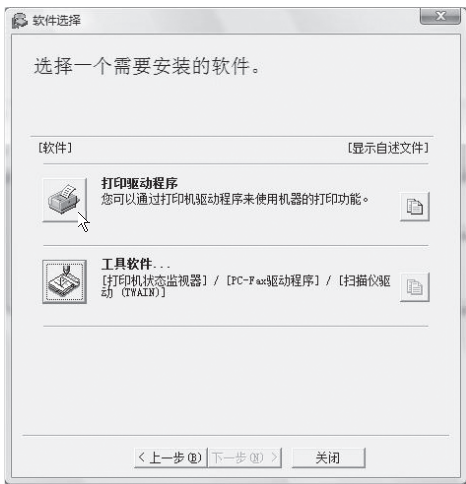 软件选择
选择一个需要安装的软件。
[软件] [显示自述文件]
打印驱动程序
您可以通过打印机驱动程序来使用机器的打印功能。
工具软件...
[打印机状态监视器] / [PC-Fax驱动程序] / [扫描仪驱
动 (TWAIN)]
<上一步(B) 下一步(N)> 关闭